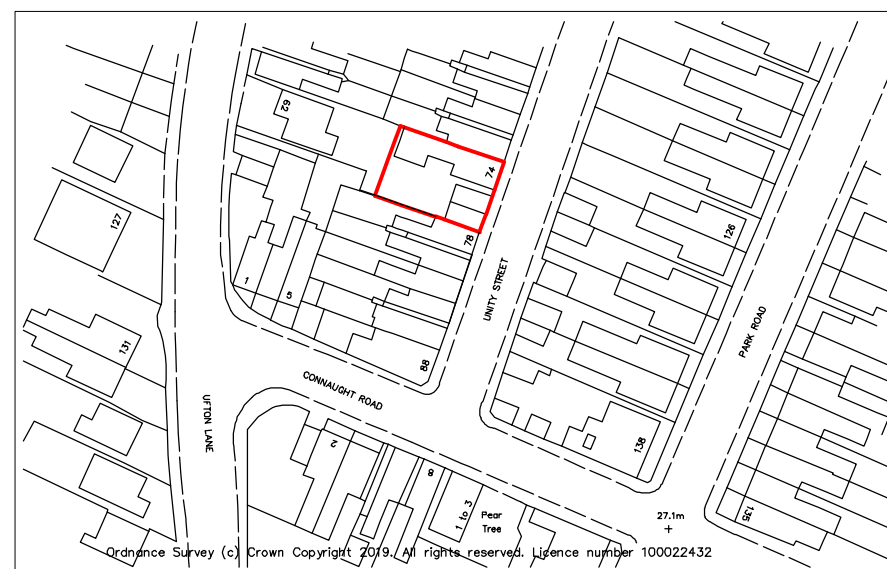 62
74
127
126
78
UNITY STREET
1
5
PARK ROAD
131
88
CONNAUGHT ROAD
UFTON LANE
2
138
8
1 to 3
Pear
Tree
27.1m
135
Ordnance Survey (c) Crown Copyright 2019. All rights reserved. Licence number 100022432